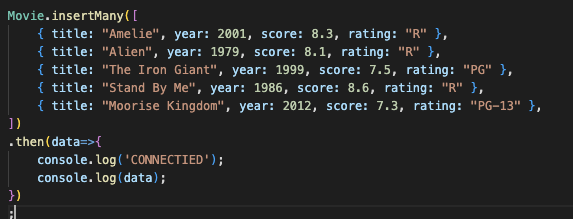 Movie.insertMany([
    { title: "Amelie", year: 2001, score: 8.3, rating: "R" },
    { title: "Alien", year: 1979, score: 8.1, rating: "R" },
    { title: "The Iron Giant", year: 1999, score: 7.5, rating: "PG" },
    { title: "Stand By Me", year: 1986, score: 8.6, rating: "R" },
    { title: "Moorise Kingdom", year: 2012, score: 7.3, rating: "PG-13" },
])
.then(data=>{
    console.log('CONNECTIED');
    console.log(data);
})
;